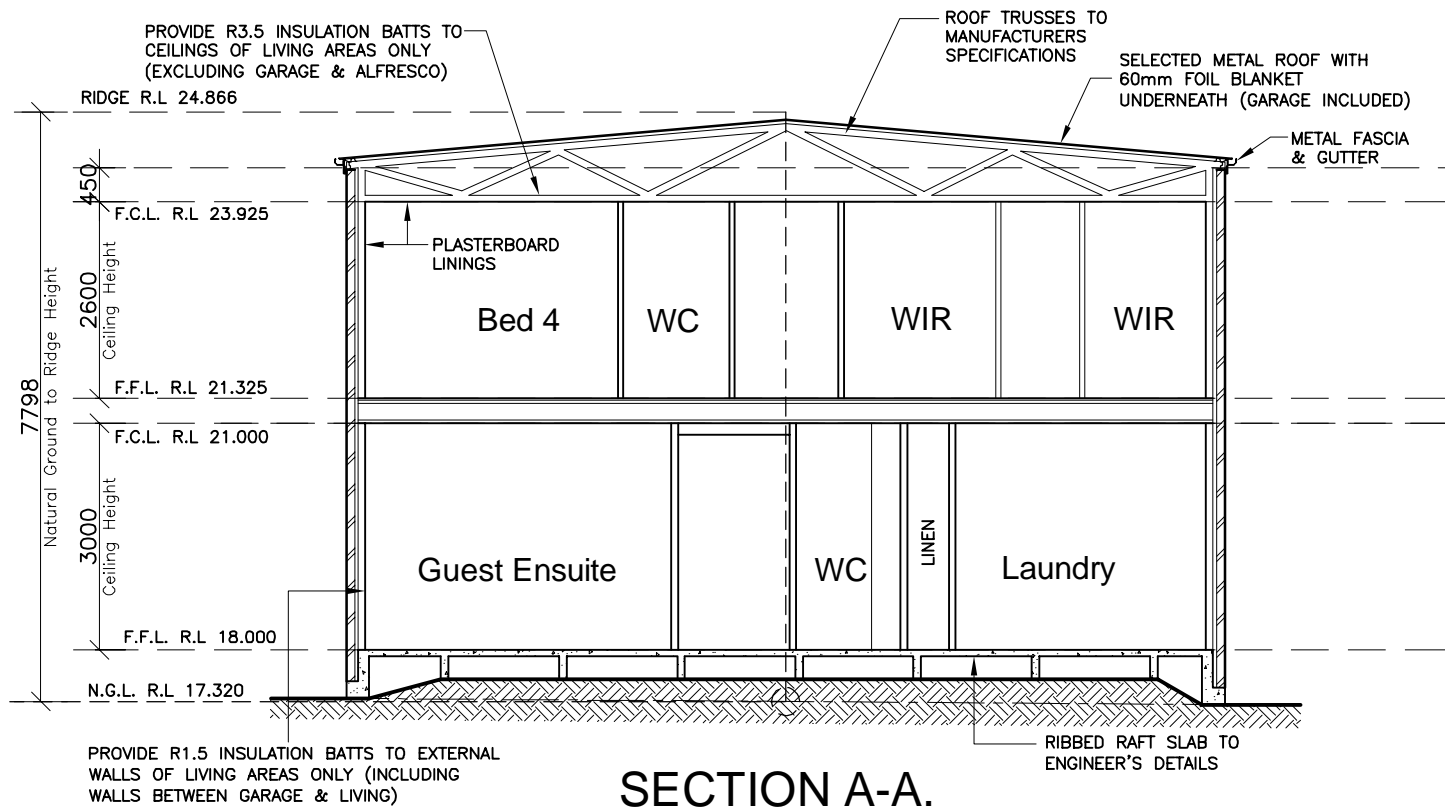 PROVIDE R3.5 INSULATION BATTS TO
CEILINGS OF LIVING AREAS ONLY
(EXCLUDING GARAGE & ALFRESCO)
ROOF TRUSSES TO
MANUFACTURERS
SPECIFICATIONS
SELECTED METAL ROOF WITH
60mm FOIL BLANKET
UNDERNEATH (GARAGE INCLUDED)
RIDGE R.L 24.866
METAL FASCIA
& GUTTER
450
F.C.L. R.L 23.925
PLASTERBOARD
LININGS
2600
Ceiling Height
Bed 4
WC
WIR
WIR
7798
Natural Ground to Ridge Height
F.F.L. R.L 21.325
F.C.L. R.L 21.000
3000
Ceiling Height
Guest Ensuite
WC
LINEN
Laundry
F.F.L. R.L 18.000
N.G.L. R.L 17.320
PROVIDE R1.5 INSULATION BATTS TO EXTERNAL
WALLS OF LIVING AREAS ONLY (INCLUDING
WALLS BETWEEN GARAGE & LIVING)
RIBBED RAFT SLAB TO
ENGINEER'S DETAILS
SECTION A-A.